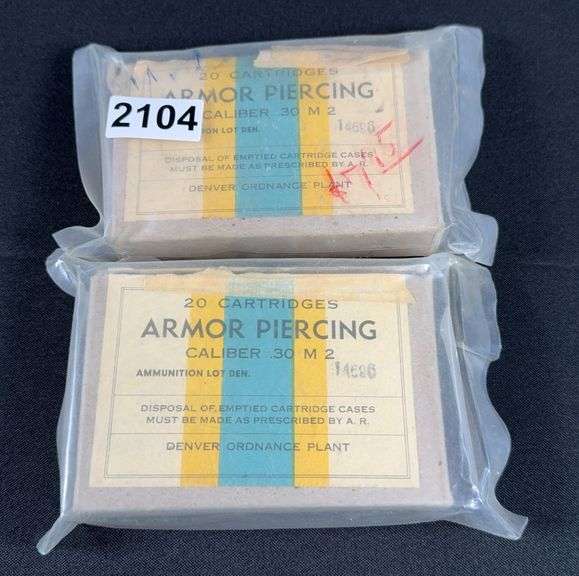 20 CARTRIDGES
ARMOR PIERCING
2104
CALIBER .30 M 2
14696
DISPOSAL OF EMPTIED CARTRIDGE CASES
MUST BE MADE AS PRESCRIBED BY A. R.
DENVER ORDNANCE PLANT
20 CARTRIDGES
ARMOR PIERCING
CALIBER .30 M 2
AMMUNITION LOT DEN. 14696
DISPOSAL OF EMPTIED CARTRIDGE CASES
MUST BE MADE AS PRESCRIBED BY A. R.
DENVER ORDNANCE PLANT